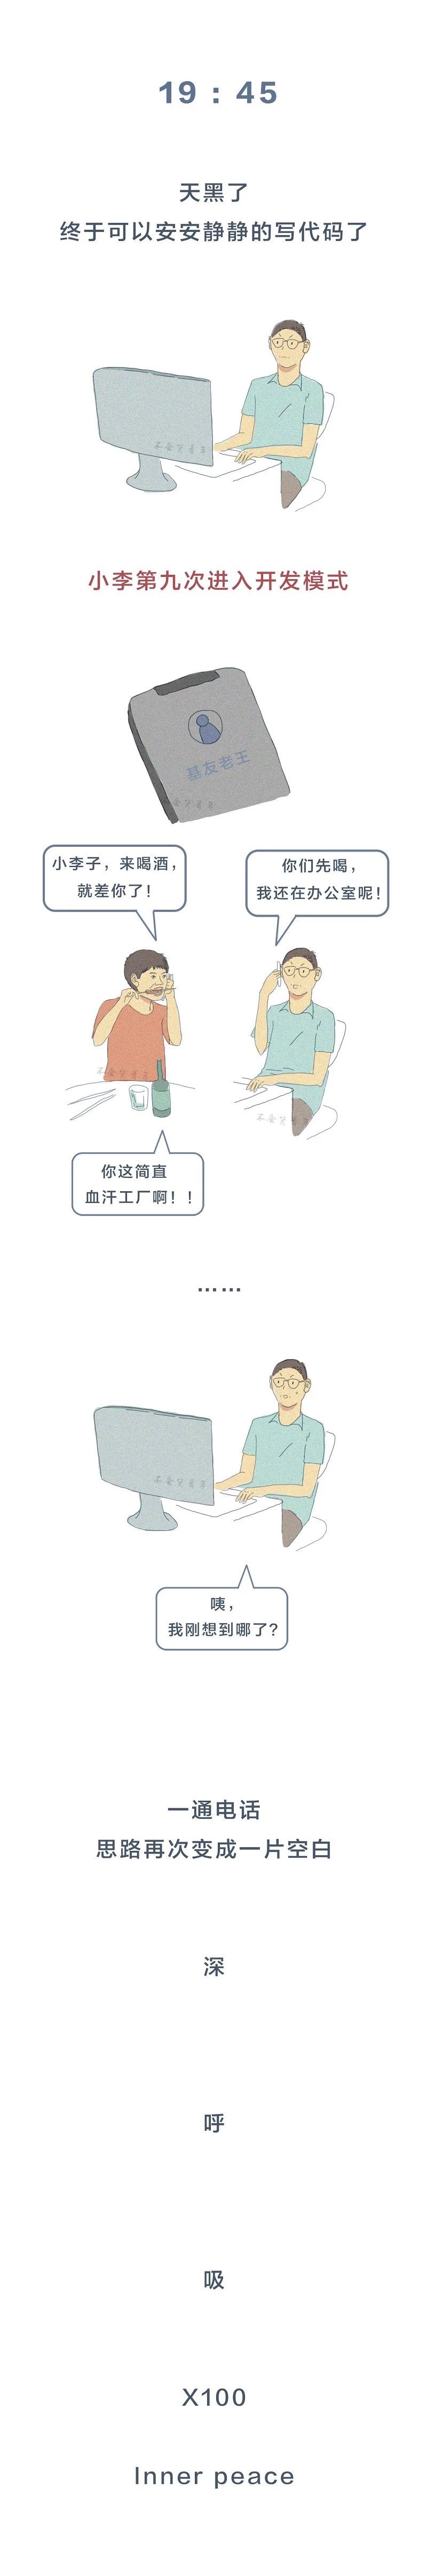 19：45
天黑了
终于可以安安静静的写代码了
小李第九次进入开发模式
基友老王
小李子，来喝酒，
就差你了！
你们先喝，
我还在办公室呢！
你这简直
血汗工厂啊！！
……
咦，
我刚想到哪了？
一通电话
思路再次变成一片空白
深
呼
吸
X100
Inner peace